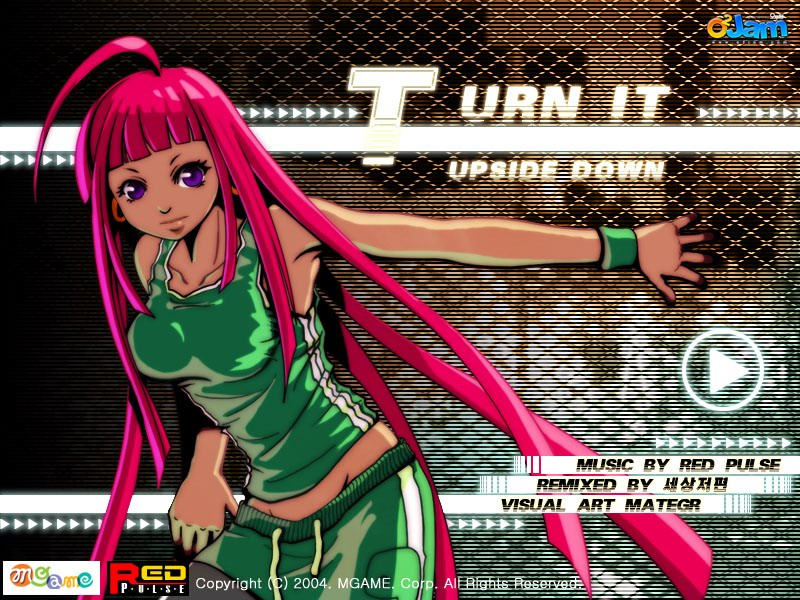 O2Jam
TURN IT
UPSIDE DOWN
MUSIC BY RED PULSE
REMIXED BY 세상저편
VISUAL ART MATEGR
MGame
RED
PULSE
Copyright (C) 2004. MGAME. Corp. All Rights Reserved.